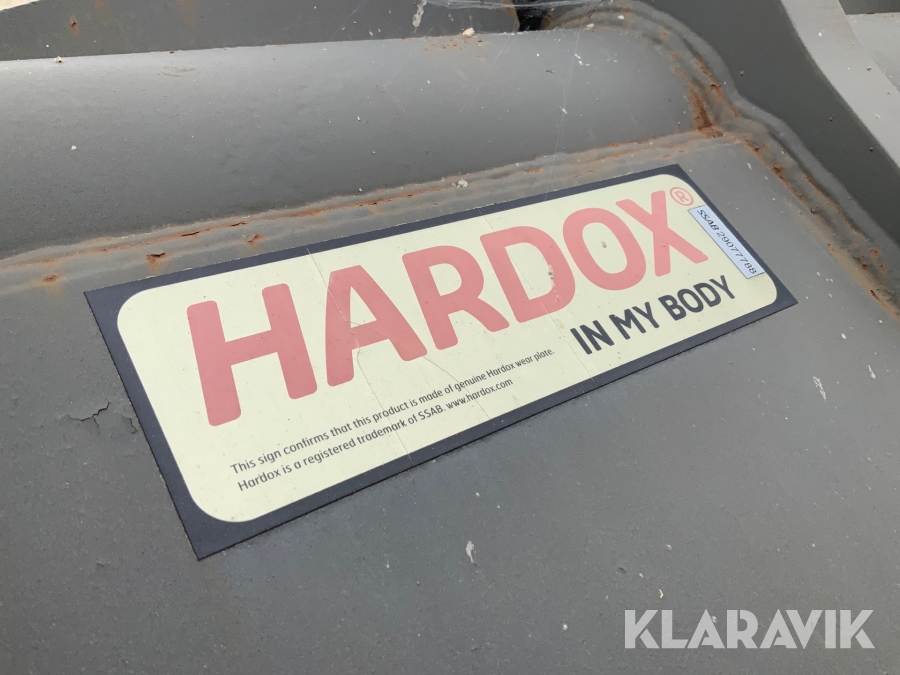 HARDOX®
SSAB 29077788
IN MY BODY
This sign confirms that this product is made of genuine Hardox wear plate.
Hardox is a registered trademark of SSAB. www.hardox.com
KLARAVIK